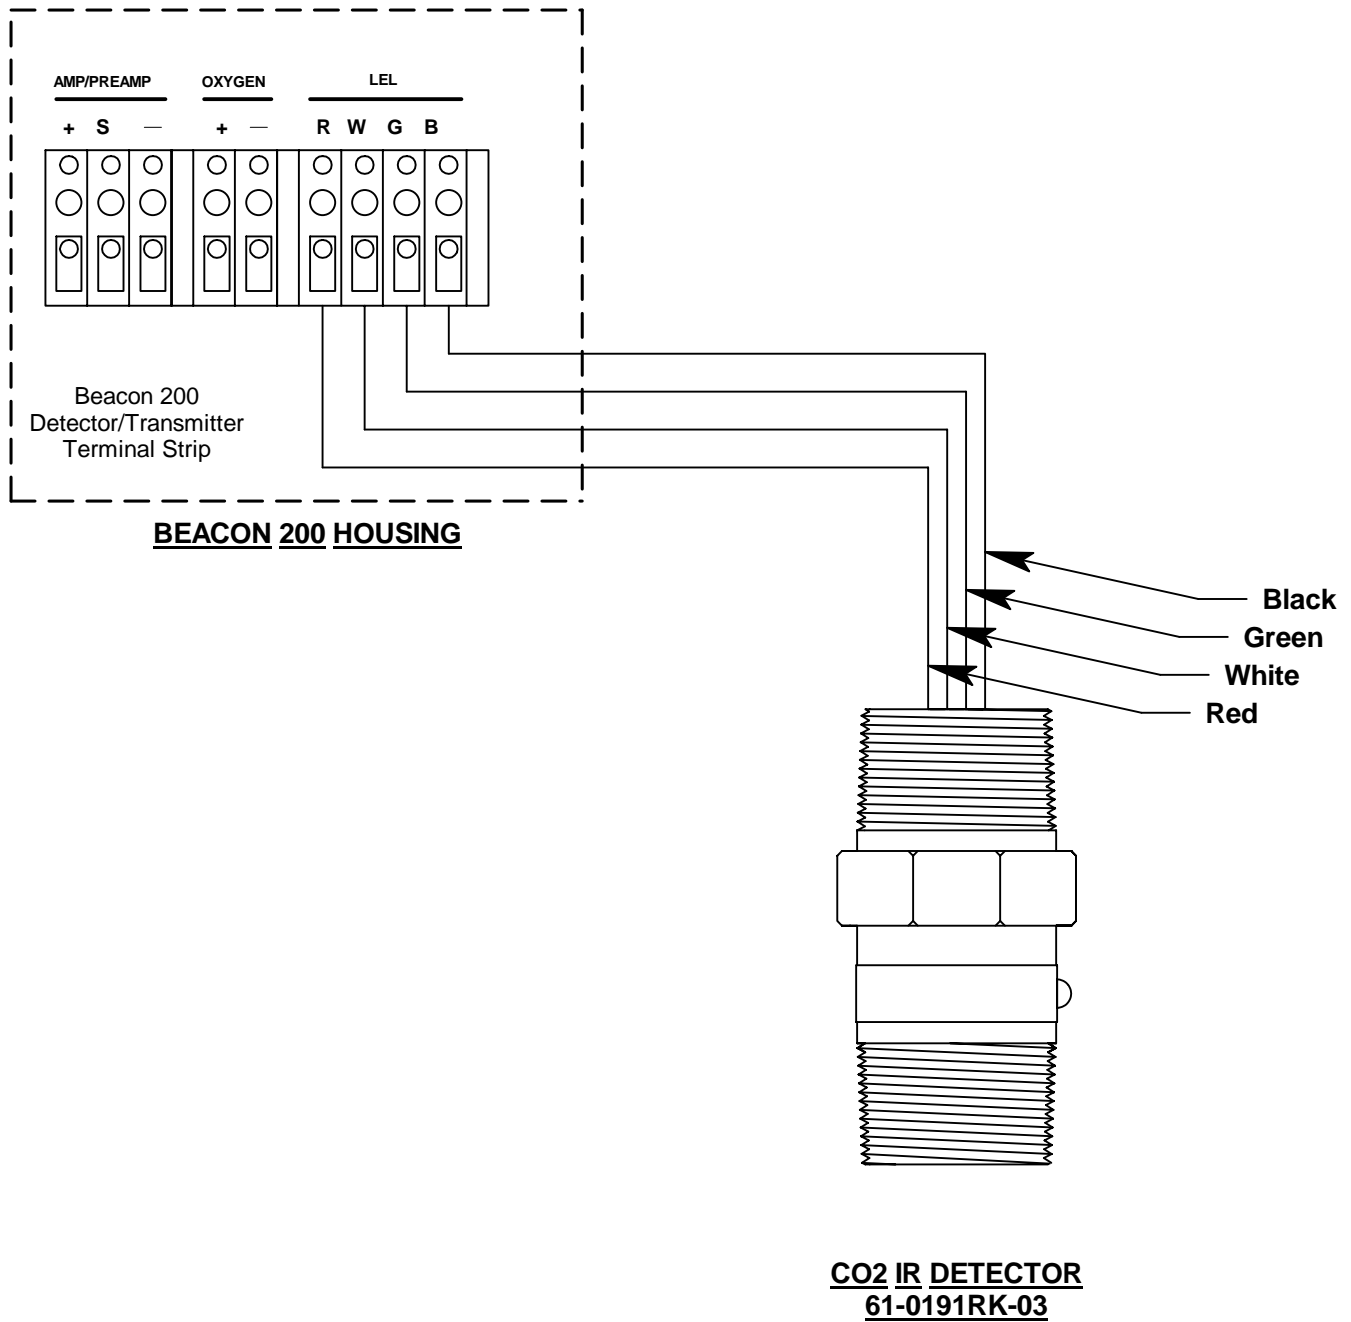 AMP/PREAMP OXYGEN LEL
+ S — + — R W G B
Beacon 200
Detector/Transmitter
Terminal Strip
BEACON 200 HOUSING
Black
Green
White
Red
CO2 IR DETECTOR
61-0191RK-03